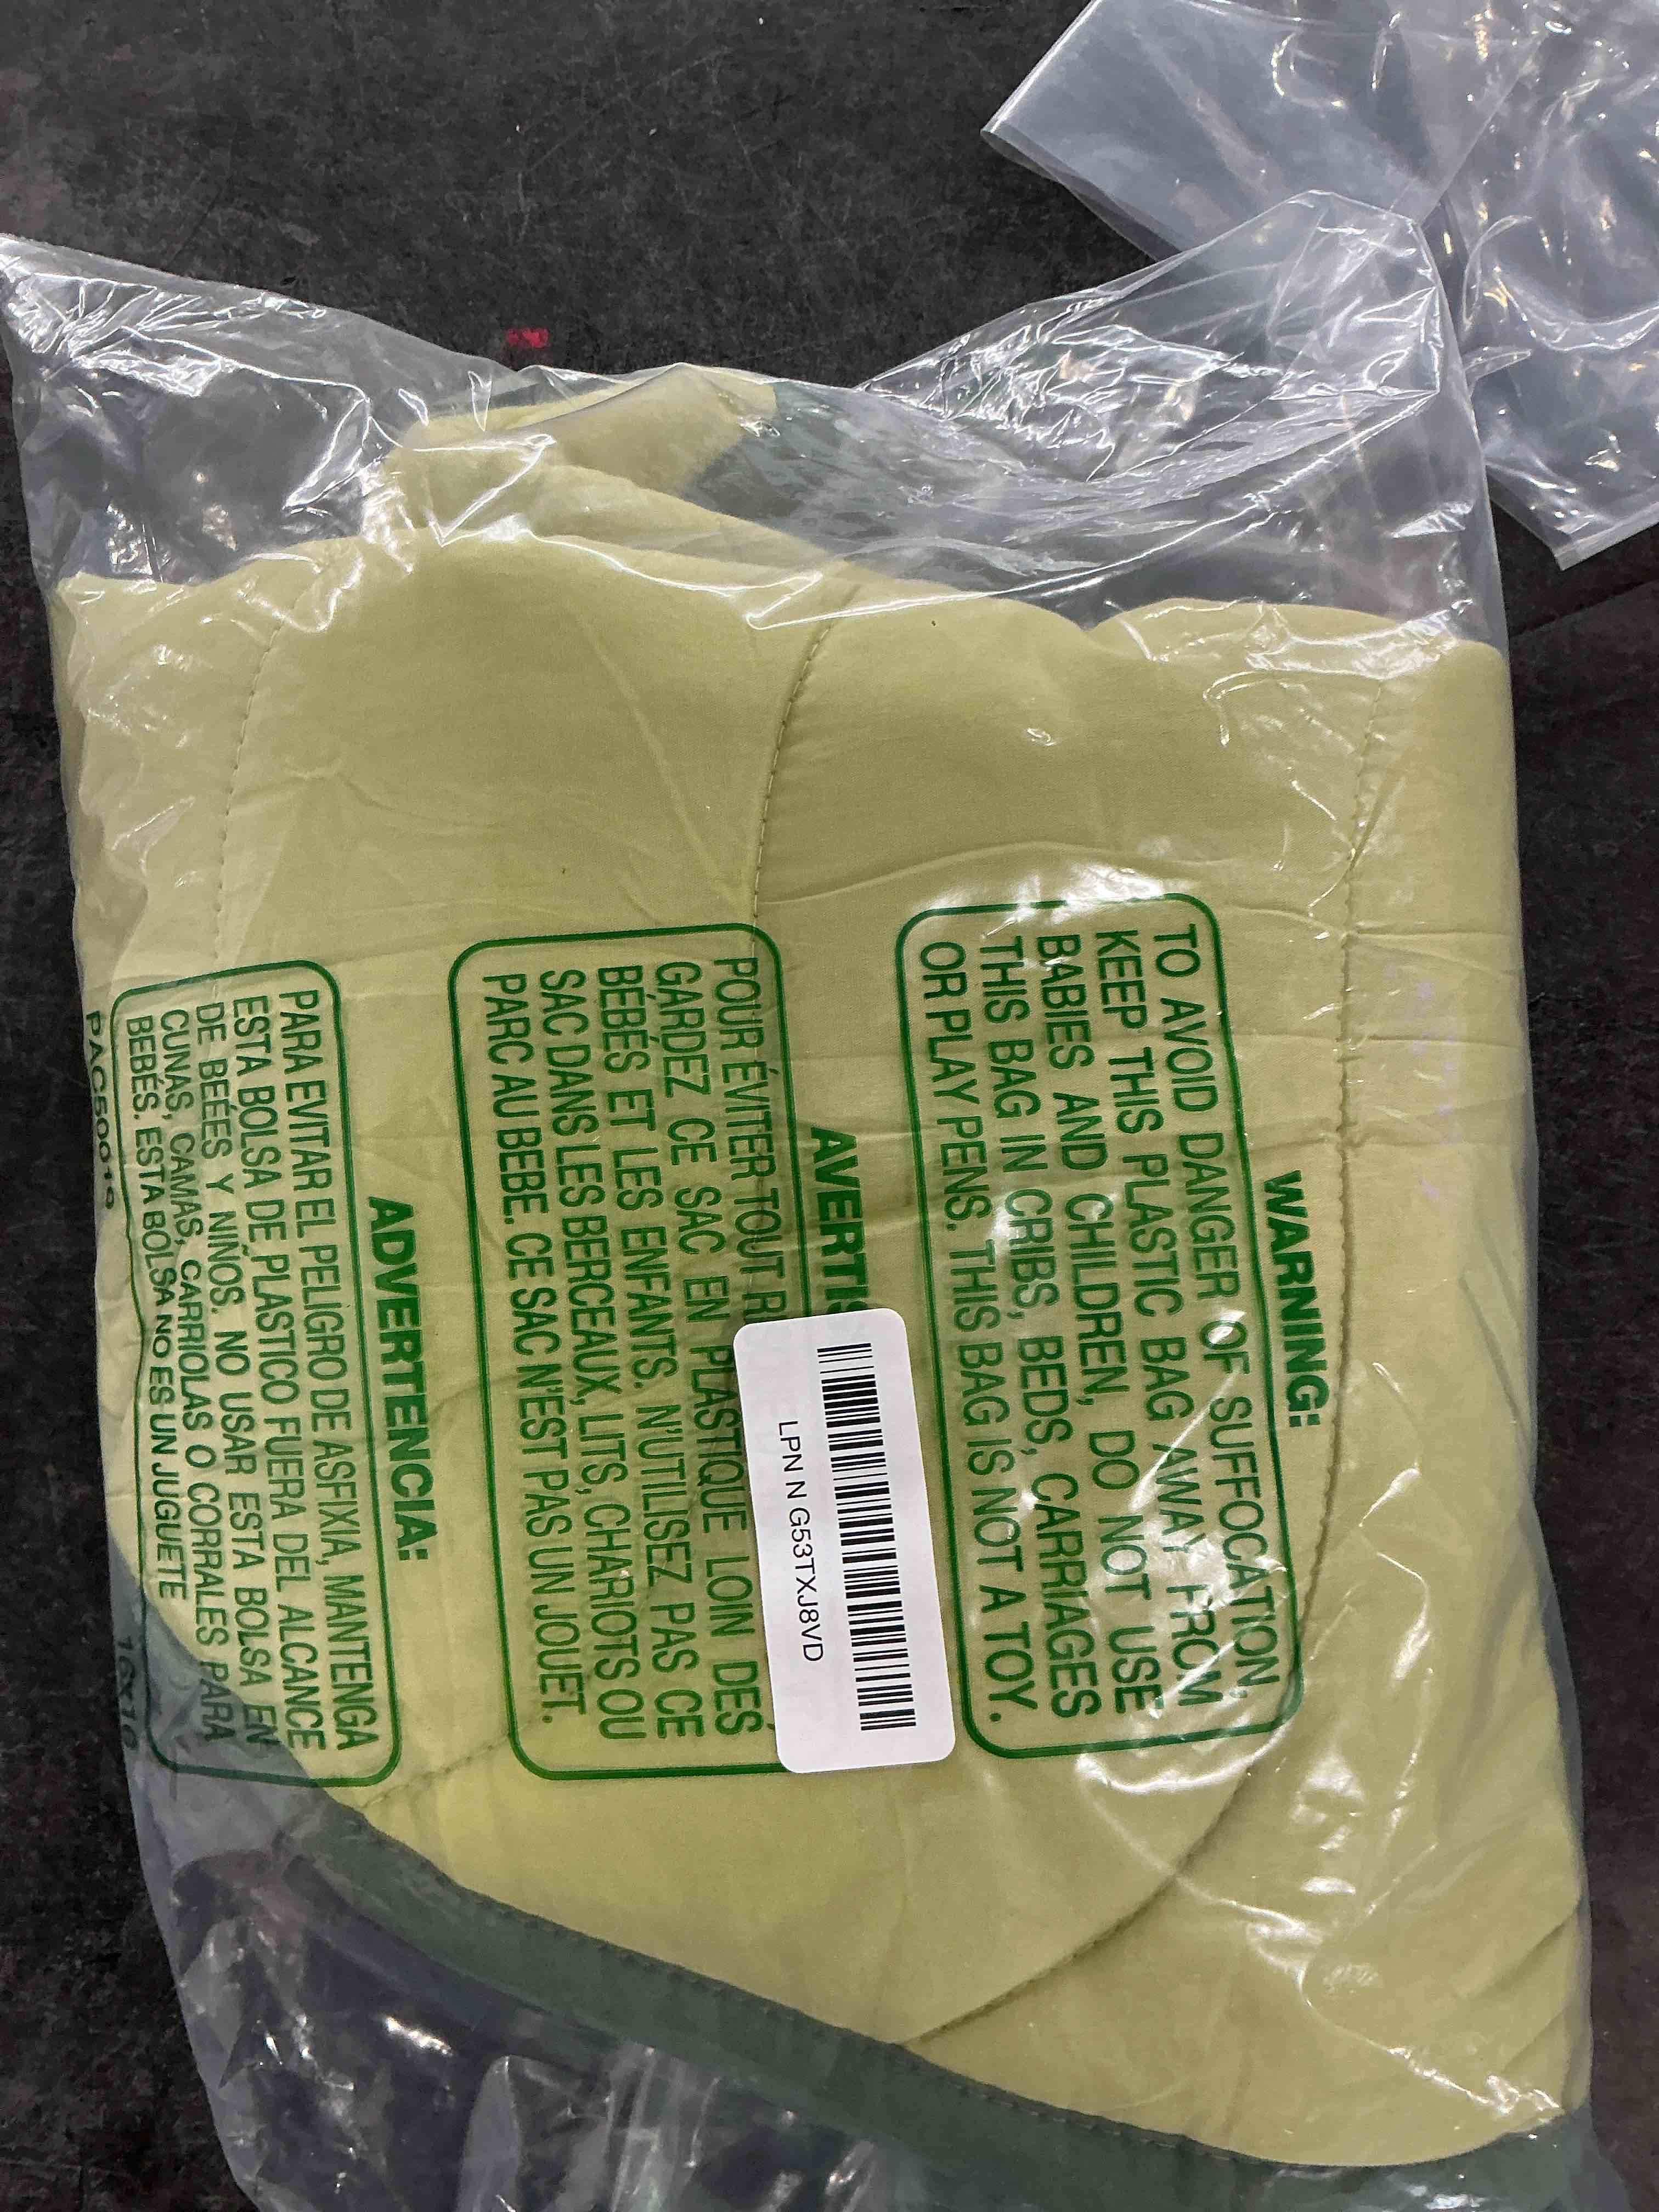 WARNING:
TO AVOID DANGER OF SUFFOCATION,
KEEP THIS PLASTIC BAG AWAY FROM
BABIES AND CHILDREN, DO NOT USE
THIS BAG IN CRIBS, BEDS, CARRIAGES
OR PLAY PENS. THIS BAG IS NOT A TOY.
LPN N G53TXJ8VD
POUR ÉVITER TOUT
GARDEZ CE SAC EN PLASTIQUE LOIN DES
BÉBÉS ET LES ENFANTS. N'UTILISEZ PAS CE
SAC DANS LES BERCEAUX, LITS, CHARIOTS OU
PARC AU BEBE. CE SAC N'EST PAS UN JOUET.
ADVERTENCIA:
PARA EVITAR EL PELIGRO DE ASFIXIA, MANTENGA
ESTA BOLSA DE PLASTICO FUERA DEL ALCANCE
DE BEÉES Y NIÑOS. NO USAR ESTA BOLSA EN
CUNAS, CAMAS, CARRIOLAS O CORRALES PARA
BEBÉS. ESTA BOLSA NO ES UN JUGUETE
PAC50019
16X16